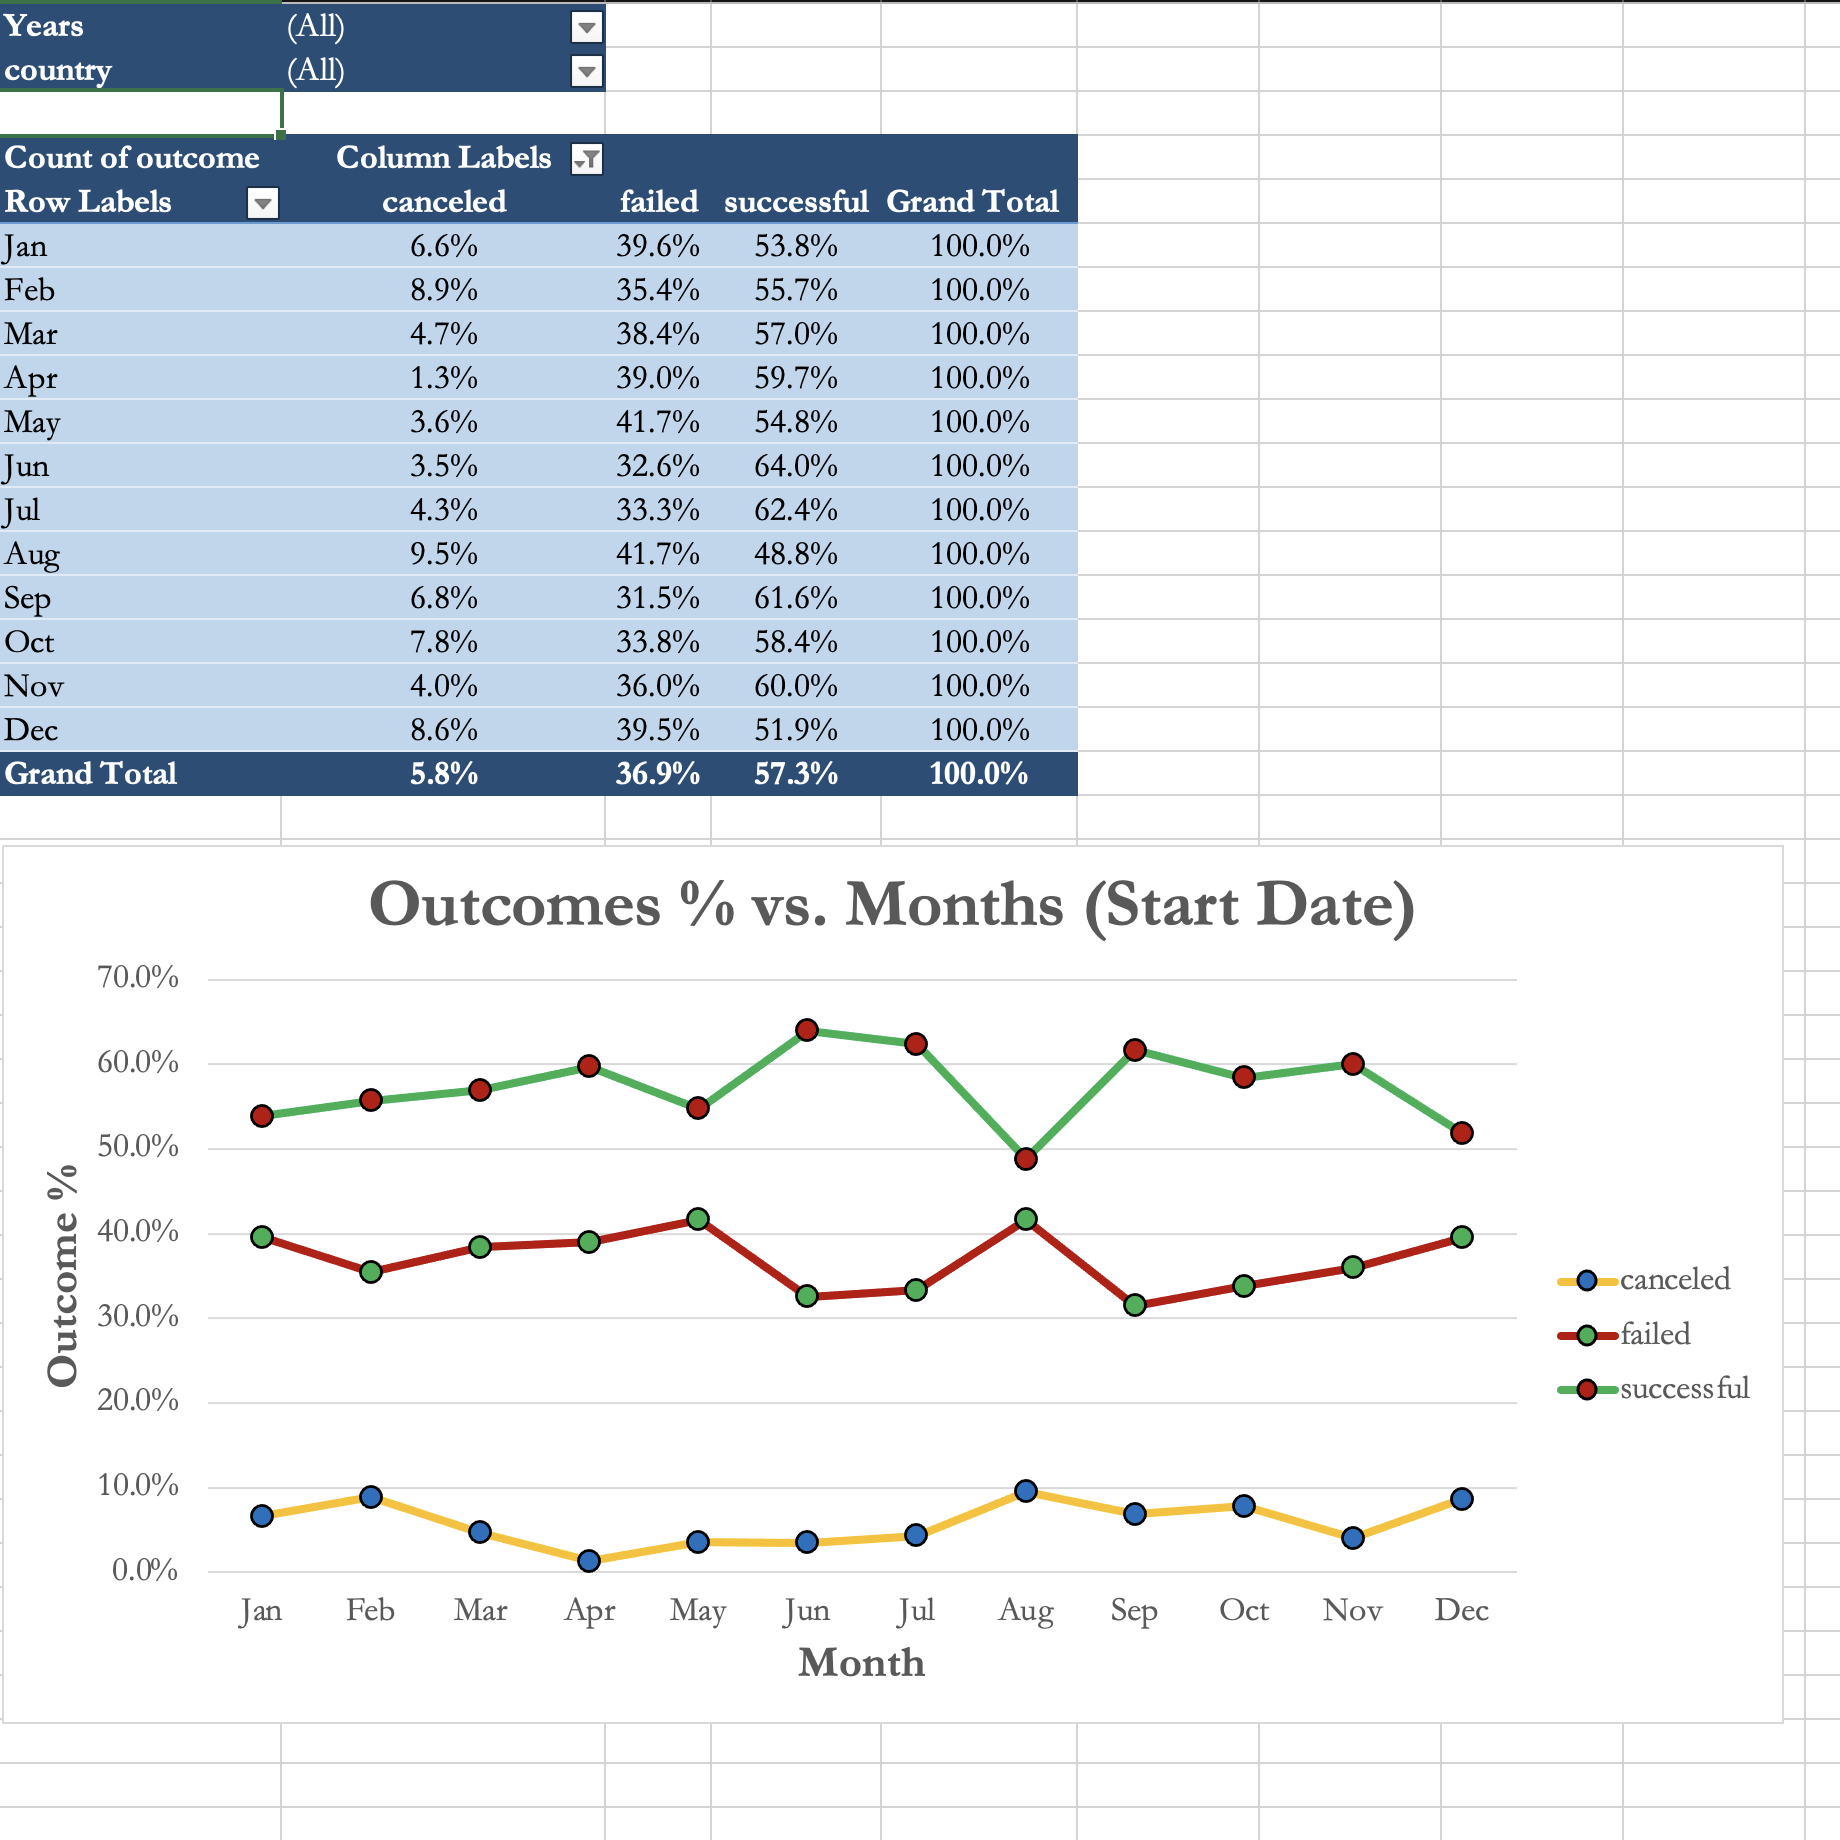 Years (All)
country (All)
Count of outcome Column Labels
Row Labels canceled failed successful Grand Total
Jan 6.6% 39.6% 53.8% 100.0%
Feb 8.9% 35.4% 55.7% 100.0%
Mar 4.7% 38.4% 57.0% 100.0%
Apr 1.3% 39.0% 59.7% 100.0%
May 3.6% 41.7% 54.8% 100.0%
Jun 3.5% 32.6% 64.0% 100.0%
Jul 4.3% 33.3% 62.4% 100.0%
Aug 9.5% 41.7% 48.8% 100.0%
Sep 6.8% 31.5% 61.6% 100.0%
Oct 7.8% 33.8% 58.4% 100.0%
Nov 4.0% 36.0% 60.0% 100.0%
Dec 8.6% 39.5% 51.9% 100.0%
Grand Total 5.8% 36.9% 57.3% 100.0%
Outcomes % vs. Months (Start Date)
70.0%
60.0%
50.0%
40.0%
30.0%
20.0%
10.0%
0.0%
Outcome %
Jan Feb Mar Apr May Jun Jul Aug Sep Oct Nov Dec
Month
canceled
failed
successful